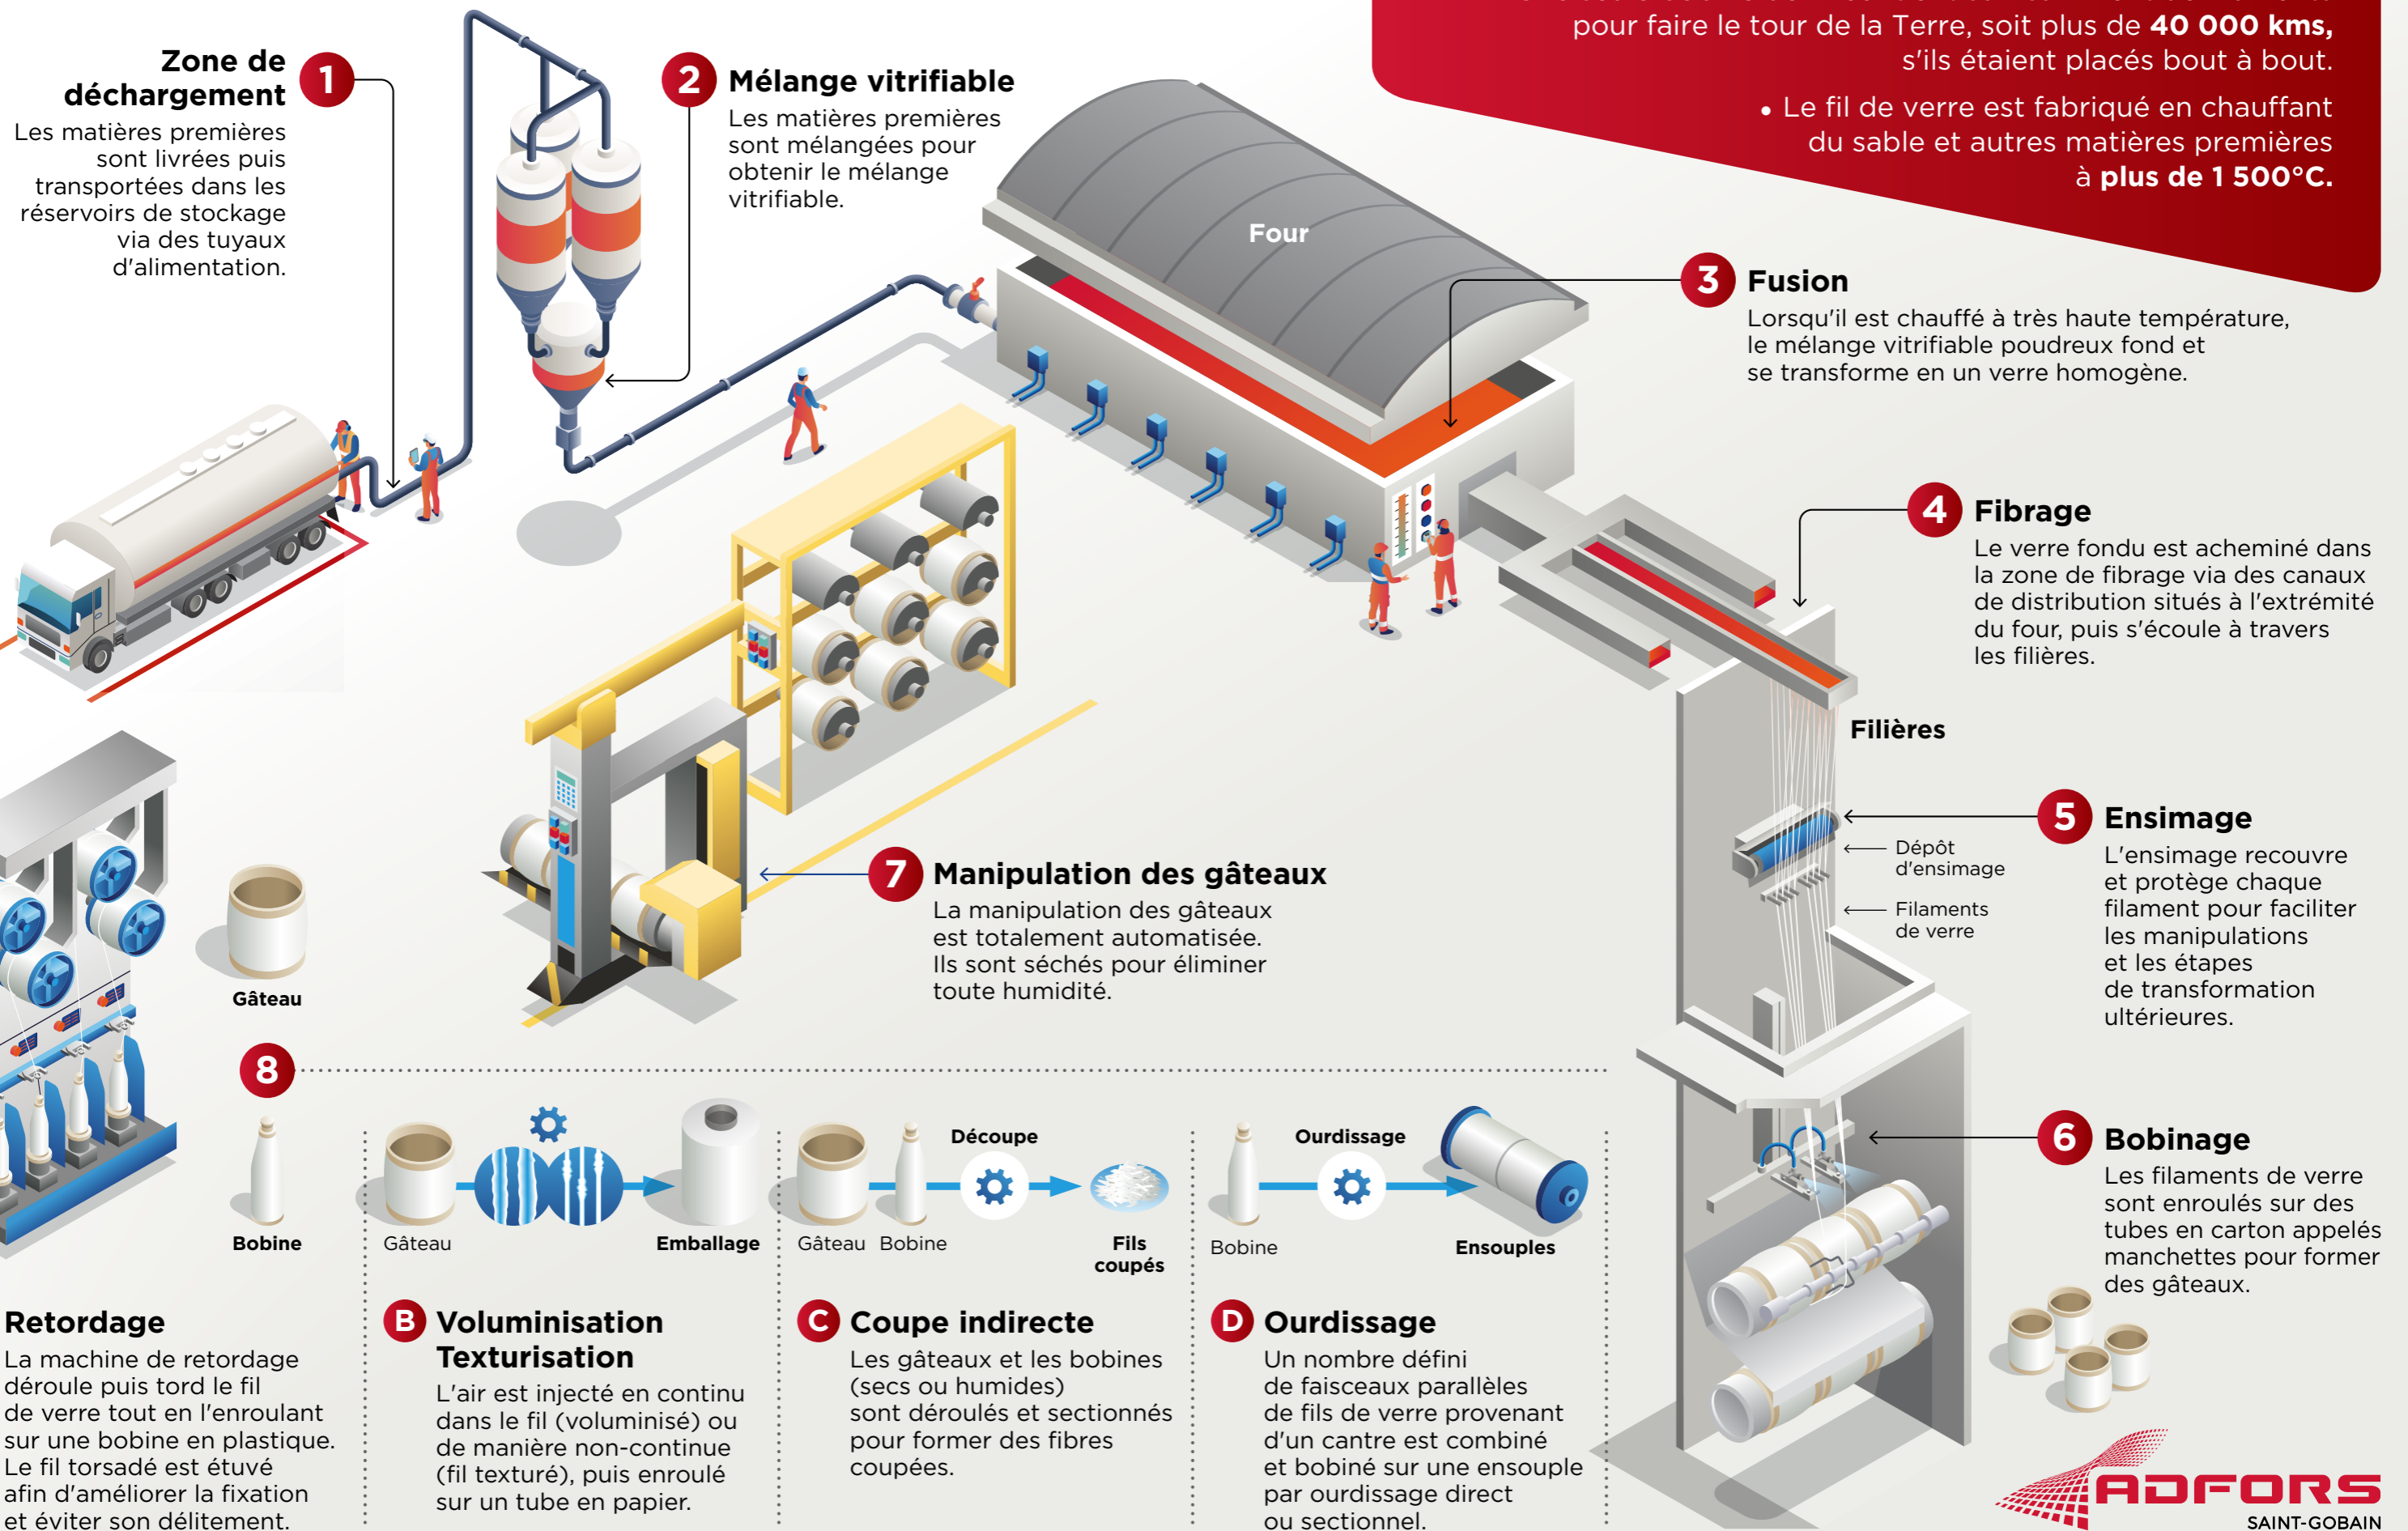 pour faire le tour de la Terre, soit plus de 40 000 kms,
s'ils étaient placés bout à bout.
• Le fil de verre est fabriqué en chauffant
du sable et autres matières premières
à plus de 1 500°C.
1
Zone de
déchargement
Les matières premières
sont livrées puis
transportées dans les
réservoirs de stockage
via des tuyaux
d'alimentation.
2
Mélange vitrifiable
Les matières premières
sont mélangées pour
obtenir le mélange
vitrifiable.
Four
3
Fusion
Lorsqu'il est chauffé à très haute température,
le mélange vitrifiable poudreux fond et
se transforme en un verre homogène.
4
Fibrage
Le verre fondu est acheminé dans
la zone de fibrage via des canaux
de distribution situés à l'extrémité
du four, puis s'écoule à travers
les filières.
Filières
5
Ensimage
L'ensimage recouvre
et protège chaque
filament pour faciliter
les manipulations
et les étapes
de transformation
ultérieures.
Dépôt
d'ensimage
Filaments
de verre
6
Bobinage
Les filaments de verre
sont enroulés sur des
tubes en carton appelés
manchettes pour former
des gâteaux.
7
Manipulation des gâteaux
La manipulation des gâteaux
est totalement automatisée.
Ils sont séchés pour éliminer
toute humidité.
Gâteau
8
Bobine
Retordage
La machine de retordage
déroule puis tord le fil
de verre tout en l'enroulant
sur une bobine en plastique.
Le fil torsadé est étuvé
afin d'améliorer la fixation
et éviter son délitement.
Gâteau
Emballage
B
Voluminisation
Texturisation
L'air est injecté en continu
dans le fil (voluminisé) ou
de manière non-continue
(fil texturé), puis enroulé
sur un tube en papier.
Gâteau
Bobine
Découpe
Fils
coupés
C
Coupe indirecte
Les gâteaux et les bobines
(secs ou humides)
sont déroulés et sectionnés
pour former des fibres
coupées.
Bobine
Ourdissage
Ensouples
D
Ourdissage
Un nombre défini
de faisceaux parallèles
de fils de verre provenant
d'un cantre est combiné
et bobiné sur une ensouple
par ourdissage direct
ou sectionnel.
ADFORS
SAINT-GOBAIN